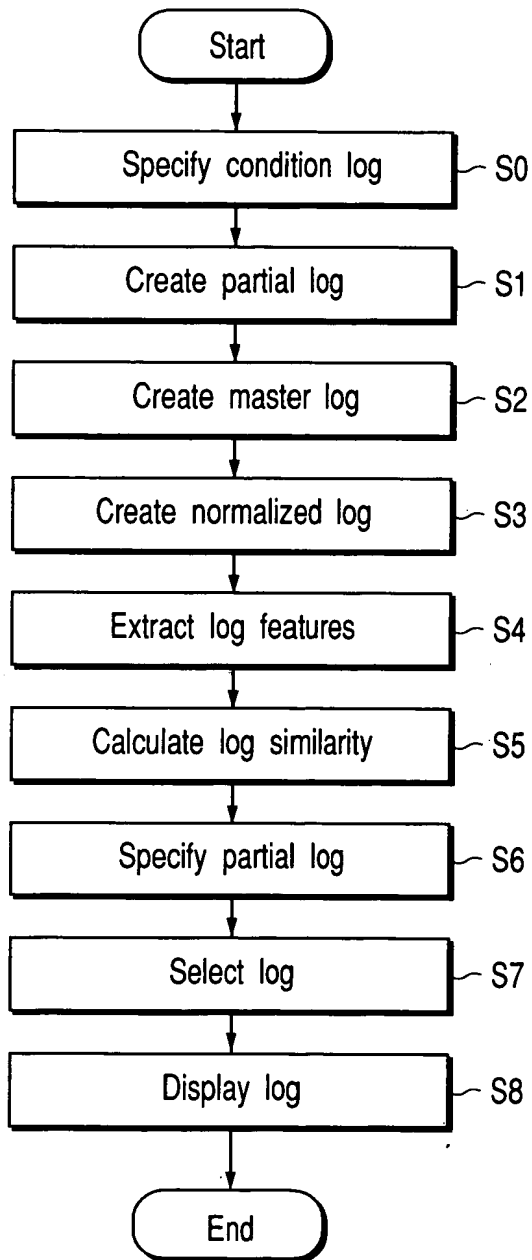 Start
Specify condition log S0
Create partial log S1
Create master log S2
Create normalized log S3
Extract log features S4
Calculate log similarity S5
Specify partial log S6
Select log S7
Display log S8
End